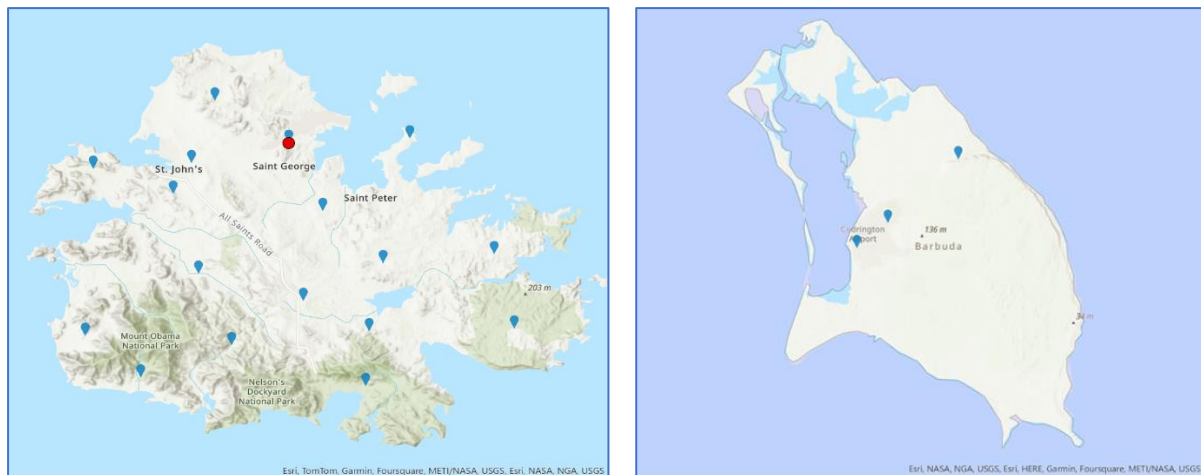 St. John's
Saint George
Saint Peter
All Saints Road
203 m
Mount Obama
National Park
Nelson's
Dockyard
National Park
Esri, TomTom, Garmin, Foursquare, METI/NASA, USGS, Esri, NASA, NGA, USGS
Codrington
Airport
136 m
Barbuda
34 m
Esri, NASA, NGA, USGS, Esri, HERE, Garmin, Foursquare, METI/NASA, USGS